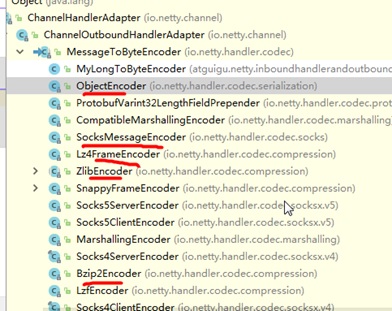 Object (java.lang)
ChannelHandlerAdapter (io.netty.channel)
ChannelOutboundHandlerAdapter (io.netty.channel)
MessageToByteEncoder (io.netty.handler.codec)
MyLongToByteEncoder (atguigu.netty.inboundhandlerandoutbounc
ObjectEncoder (io.netty.handler.codec.serialization)
ProtobufVarint32LengthFieldPrepender (io.netty.handler.codec.prot
CompatibleMarshallingEncoder (io.netty.handler.codec.marshalling)
SocksMessageEncoder (io.netty.handler.codec.socks)
Lz4FrameEncoder (io.netty.handler.codec.compression)
ZlibEncoder (io.netty.handler.codec.compression)
SnappyFrameEncoder (io.netty.handler.codec.compression)
Socks5ServerEncoder (io.netty.handler.codec.socksx.v5)
Socks5ClientEncoder (io.netty.handler.codec.socksx.v5)
MarshallingEncoder (io.netty.handler.codec.marshalling)
Socks4ServerEncoder (io.netty.handler.codec.socksx.v4)
Bzip2Encoder (io.netty.handler.codec.compression)
LzfEncoder (io.netty.handler.codec.compression)
Socks4ClientEncoder (io.netty.handler.codec.socksx.v4)